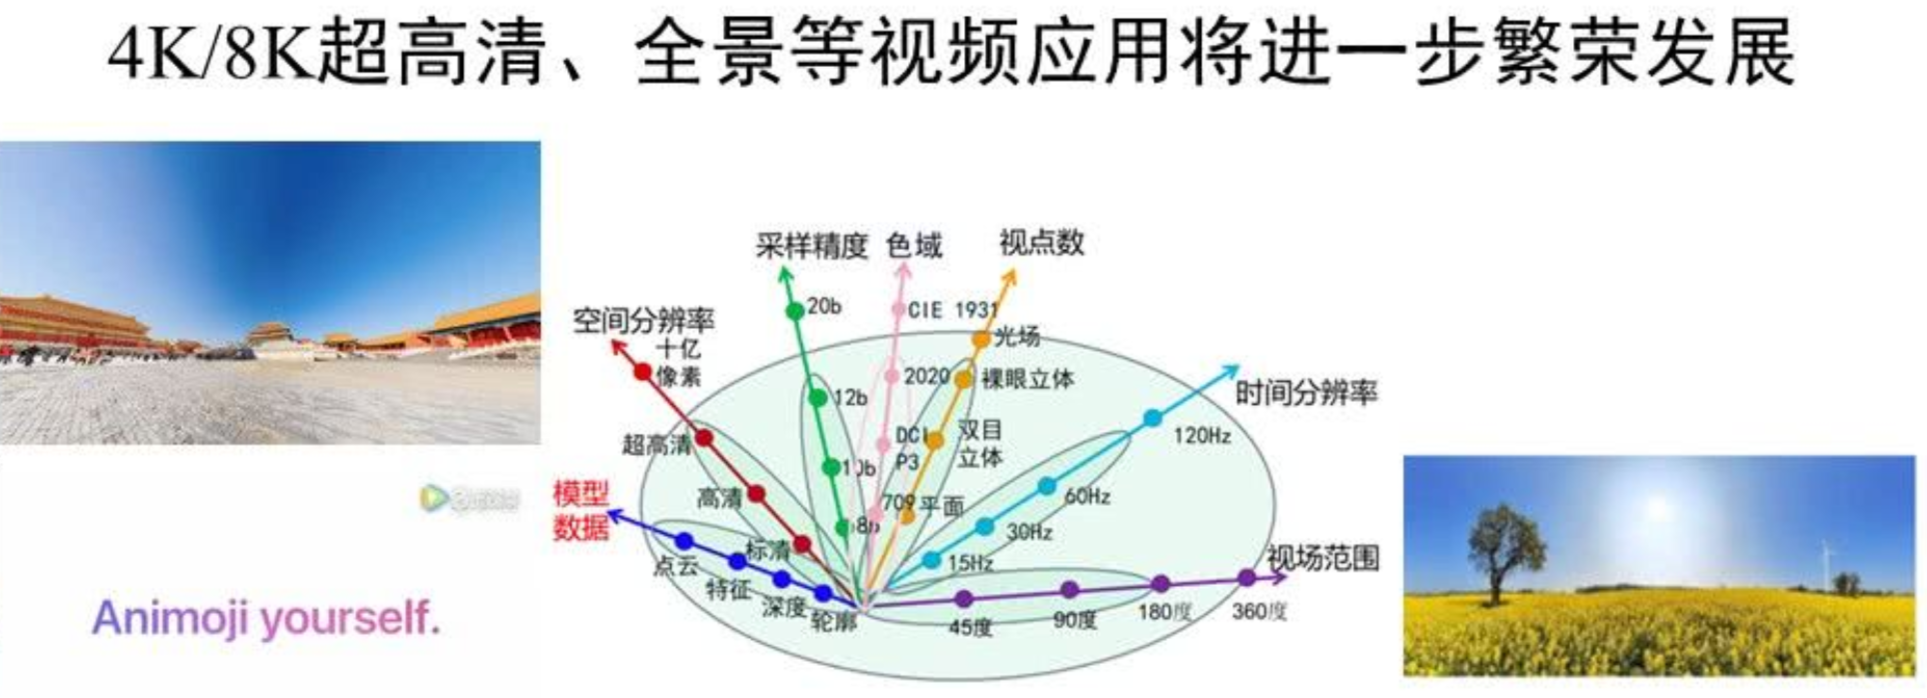 4K/8K超高清、全景等视频应用将进一步繁荣发展
采样精度
色域
视点数
20b
CIE 1931
空间分辨率
光场
十亿
像素
2020
裸眼立体
12b
时间分辨率
超高清
DCI
P3
双目
立体
120Hz
10b
模型
数据
高清
709
平面
60Hz
8b
30Hz
标清
15Hz
视场范围
点云
特征
深度
轮廓
45度
90度
180度
360度
Animoji yourself.